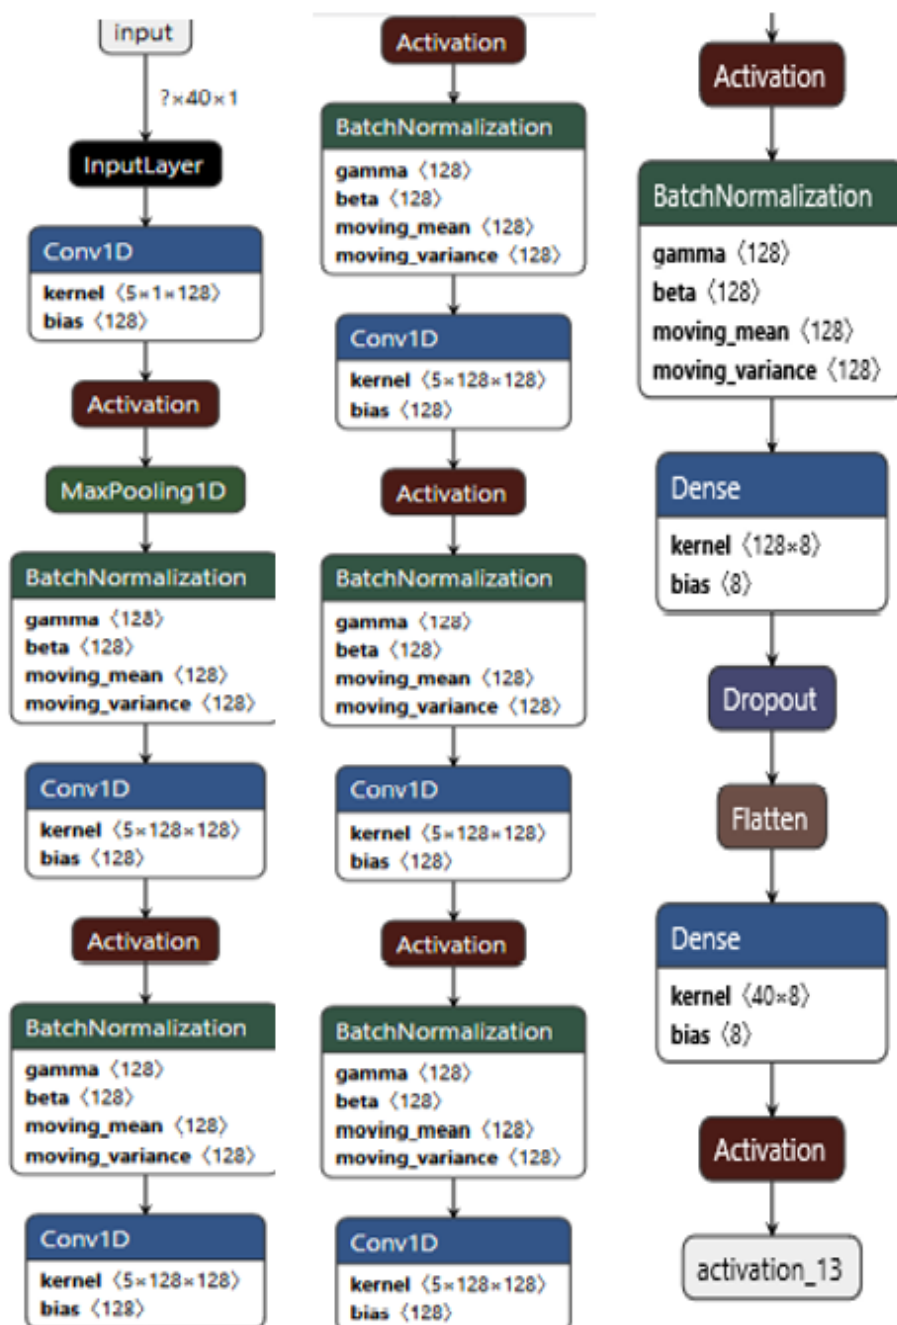 input
?×40×1
InputLayer
Conv1D
kernel ⟨5×1×128⟩
bias ⟨128⟩
Activation
MaxPooling1D
BatchNormalization
gamma ⟨128⟩
beta ⟨128⟩
moving_mean ⟨128⟩
moving_variance ⟨128⟩
Conv1D
kernel ⟨5×128×128⟩
bias ⟨128⟩
Activation
BatchNormalization
gamma ⟨128⟩
beta ⟨128⟩
moving_mean ⟨128⟩
moving_variance ⟨128⟩
Conv1D
kernel ⟨5×128×128⟩
bias ⟨128⟩
Activation
BatchNormalization
gamma ⟨128⟩
beta ⟨128⟩
moving_mean ⟨128⟩
moving_variance ⟨128⟩
Conv1D
kernel ⟨5×128×128⟩
bias ⟨128⟩
Activation
BatchNormalization
gamma ⟨128⟩
beta ⟨128⟩
moving_mean ⟨128⟩
moving_variance ⟨128⟩
Conv1D
kernel ⟨5×128×128⟩
bias ⟨128⟩
Activation
BatchNormalization
gamma ⟨128⟩
beta ⟨128⟩
moving_mean ⟨128⟩
moving_variance ⟨128⟩
Conv1D
kernel ⟨5×128×128⟩
bias ⟨128⟩
Activation
BatchNormalization
gamma ⟨128⟩
beta ⟨128⟩
moving_mean ⟨128⟩
moving_variance ⟨128⟩
Dense
kernel ⟨128×8⟩
bias ⟨8⟩
Dropout
Flatten
Dense
kernel ⟨40×8⟩
bias ⟨8⟩
Activation
activation_13